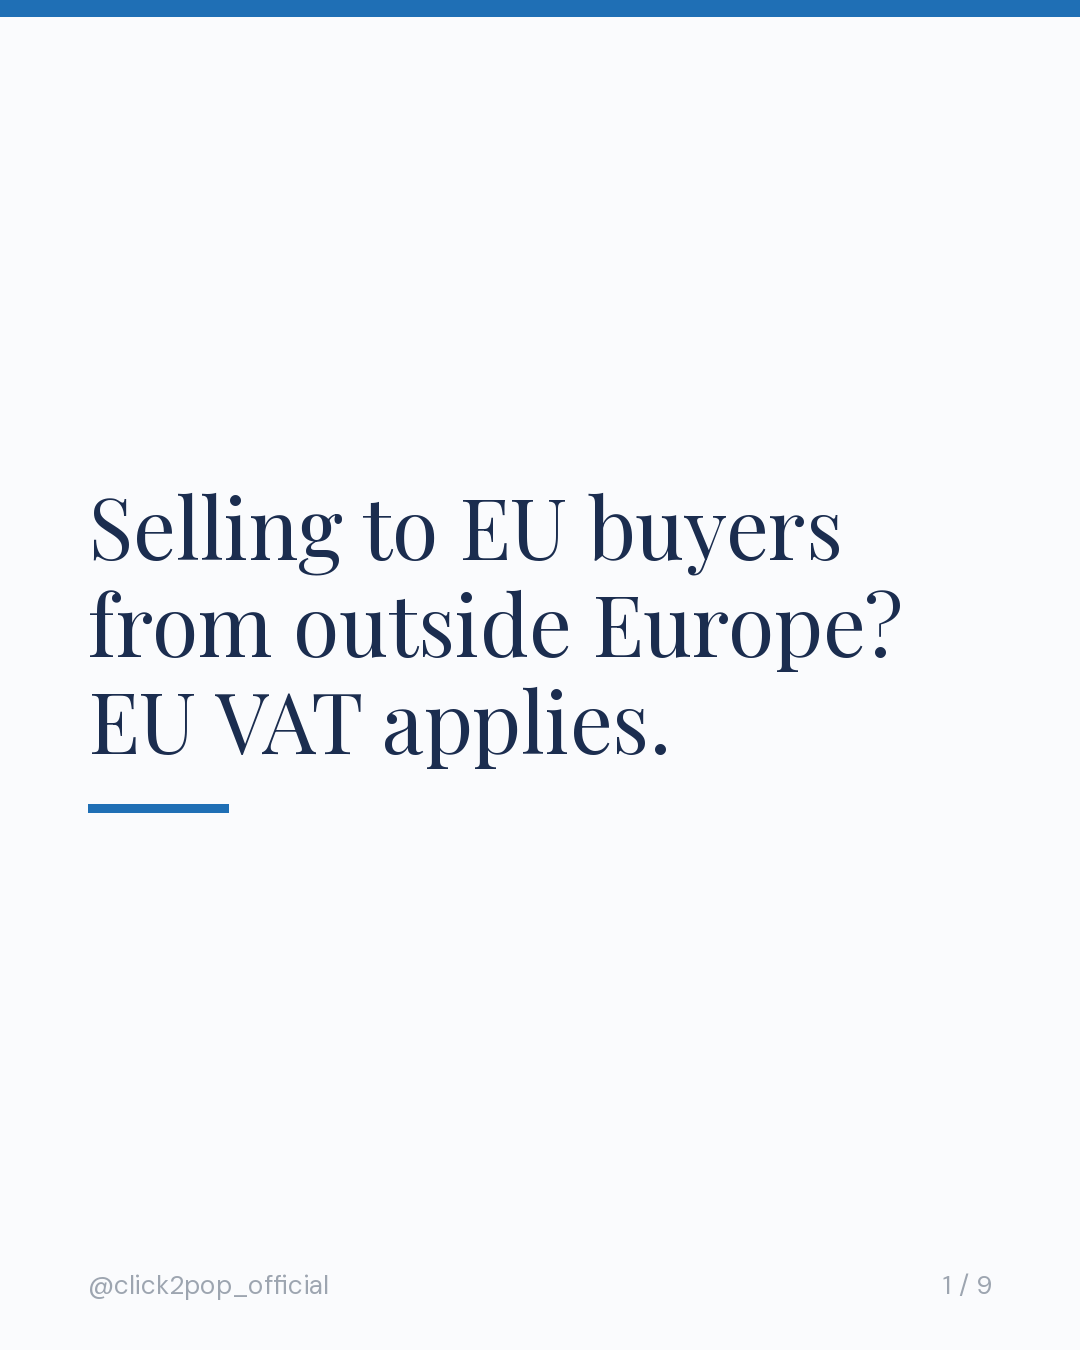 Selling to EU buyers
from outside Europe?
EU VAT applies.
@click2pop_official
1 / 9